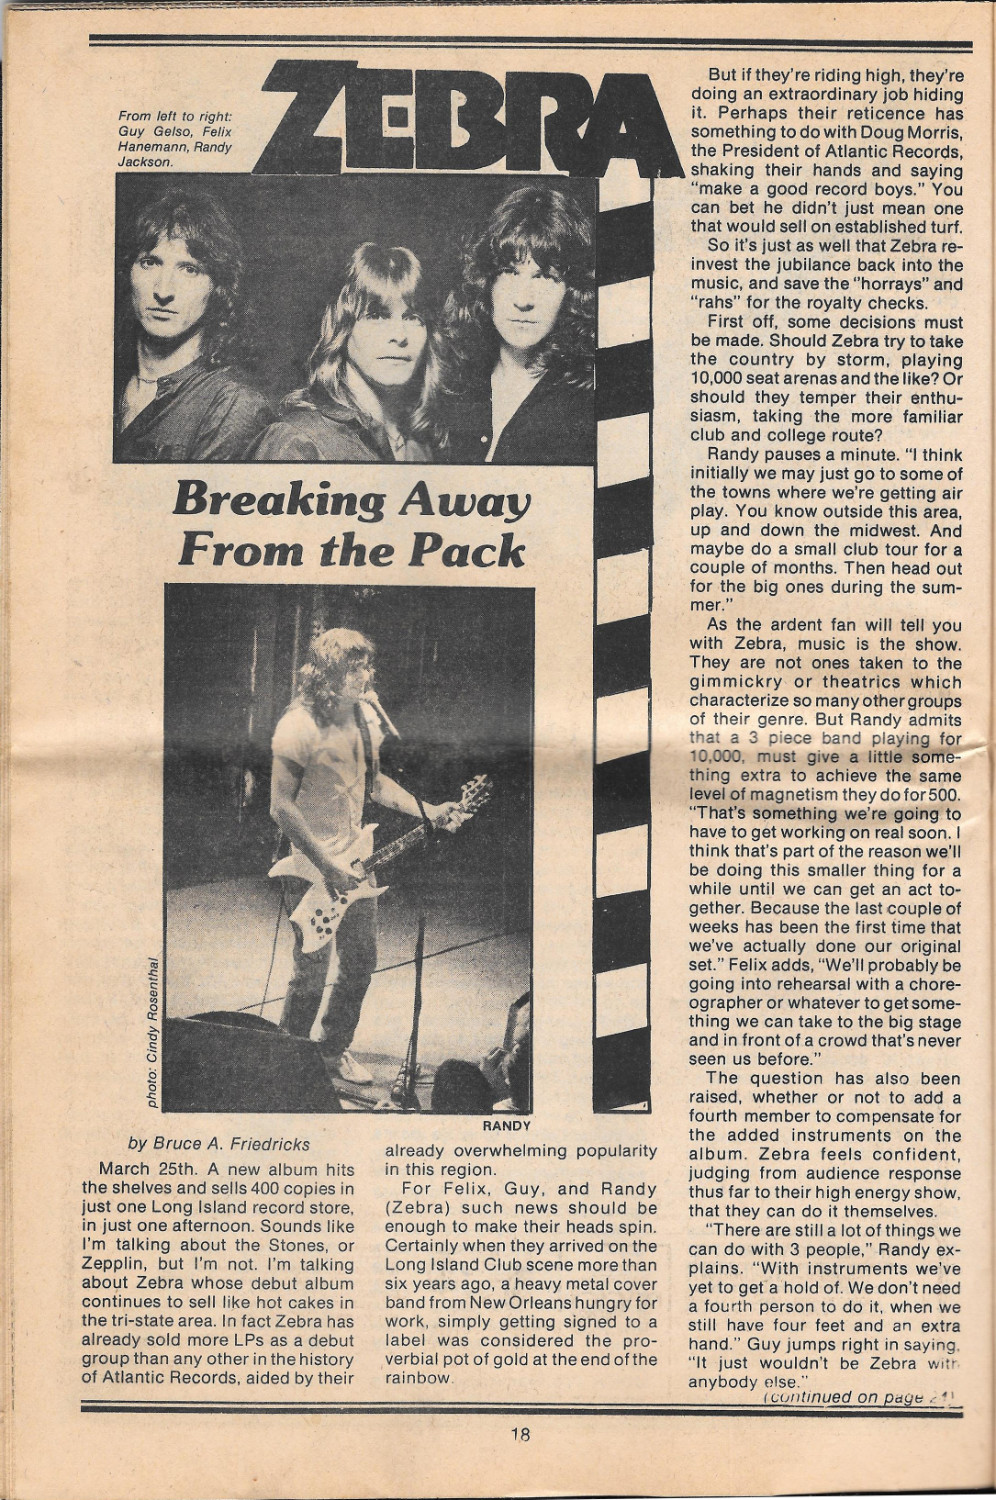 ZEBRA
From left to right:
Guy Gelso, Felix
Hanemann, Randy
Jackson.
Breaking Away
From the Pack
photo: Cindy Rosenthal
RANDY
by Bruce A. Friedricks
March 25th. A new album hits
the shelves and sells 400 copies in
just one Long Island record store,
in just one afternoon. Sounds like
I'm talking about the Stones, or
Zepplin, but I'm not. I'm talking
about Zebra whose debut album
continues to sell like hot cakes in
the tri-state area. In fact Zebra has
already sold more LPs as a debut
group than any other in the history
of Atlantic Records, aided by their
already overwhelming popularity
in this region.
For Felix, Guy, and Randy
(Zebra) such news should be
enough to make their heads spin.
Certainly when they arrived on the
Long Island Club scene more than
six years ago, a heavy metal cover
band from New Orleans hungry for
work, simply getting signed to a
label was considered the pro-
verbial pot of gold at the end of the
rainbow.
But if they're riding high, they're
doing an extraordinary job hiding
it. Perhaps their reticence has
something to do with Doug Morris,
the President of Atlantic Records,
shaking their hands and saying
"make a good record boys." You
can bet he didn't just mean one
that would sell on established turf.
So it's just as well that Zebra re-
invest the jubilance back into the
music, and save the "horrays" and
"rahs" for the royalty checks.
First off, some decisions must
be made. Should Zebra try to take
the country by storm, playing
10,000 seat arenas and the like? Or
should they temper their enthu-
siasm, taking the more familiar
club and college route?
Randy pauses a minute. "I think
initially we may just go to some of
the towns where we're getting air
play. You know outside this area,
up and down the midwest. And
maybe do a small club tour for a
couple of months. Then head out
for the big ones during the sum-
mer."
As the ardent fan will tell you
with Zebra, music is the show.
They are not ones taken to the
gimmickry or theatrics which
characterize so many other groups
of their genre. But Randy admits
that a 3 piece band playing for
10,000, must give a little some-
thing extra to achieve the same
level of magnetism they do for 500.
"That's something we're going to
have to get working on real soon. I
think that's part of the reason we'll
be doing this smaller thing for a
while until we can get an act to-
gether. Because the last couple of
weeks has been the first time that
we've actually done our original
set." Felix adds, "We'll probably be
going into rehearsal with a chore-
ographer or whatever to get some-
thing we can take to the big stage
and in front of a crowd that's never
seen us before."
The question has also been
raised, whether or not to add a
fourth member to compensate for
the added instruments on the
album. Zebra feels confident,
judging from audience response
thus far to their high energy show,
that they can do it themselves.
"There are still a lot of things we
can do with 3 people," Randy ex-
plains. "With instruments we've
yet to get a hold of. We don't need
a fourth person to do it, when we
still have four feet and an extra
hand." Guy jumps right in saying,
"It just wouldn't be Zebra with
anybody else."
(continued on page
18